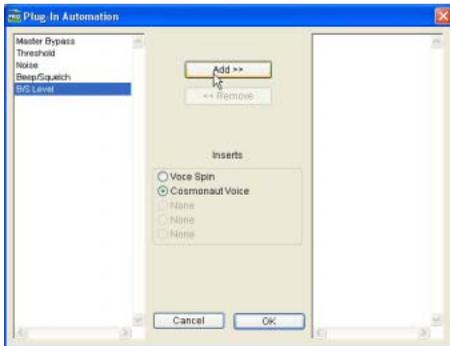 PRO Plug-In Automation
Master Bypass
Threshold
Noise
Beep/Squelch
B/S Level
Add >>
<< Remove
Inserts
Voce Spin
Cosmonaut Voice
None
None
None
Cancel
OK